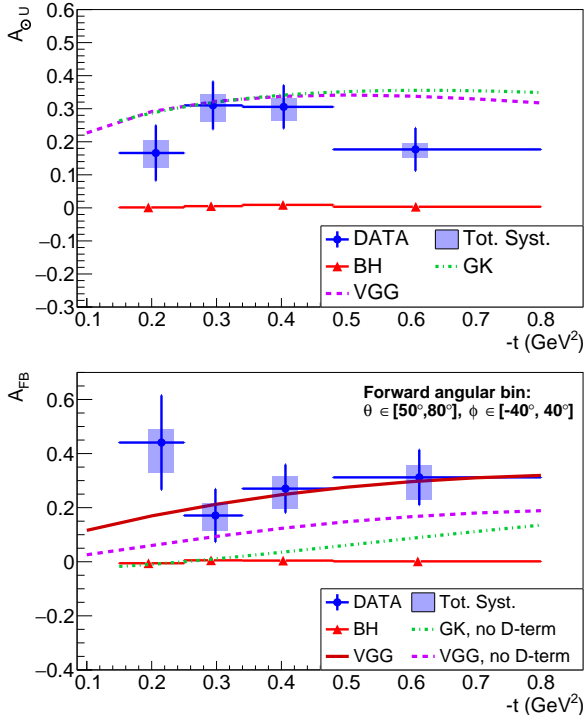 A⊙U
0.6
0.5
0.4
0.3
0.2
0.1
0
−0.1
−0.2
−0.3
DATA
Tot. Syst.
BH
GK
VGG
0.1 0.2 0.3 0.4 0.5 0.6 0.7 0.8
-t (GeV²)
A_FB
Forward angular bin:
θ ∈ [50°,80°], ϕ ∈ [-40°, 40°]
0.6
0.4
0.2
0
−0.2
−0.4
DATA
Tot. Syst.
BH
GK, no D-term
VGG
VGG, no D-term
0.1 0.2 0.3 0.4 0.5 0.6 0.7 0.8
-t (GeV²)